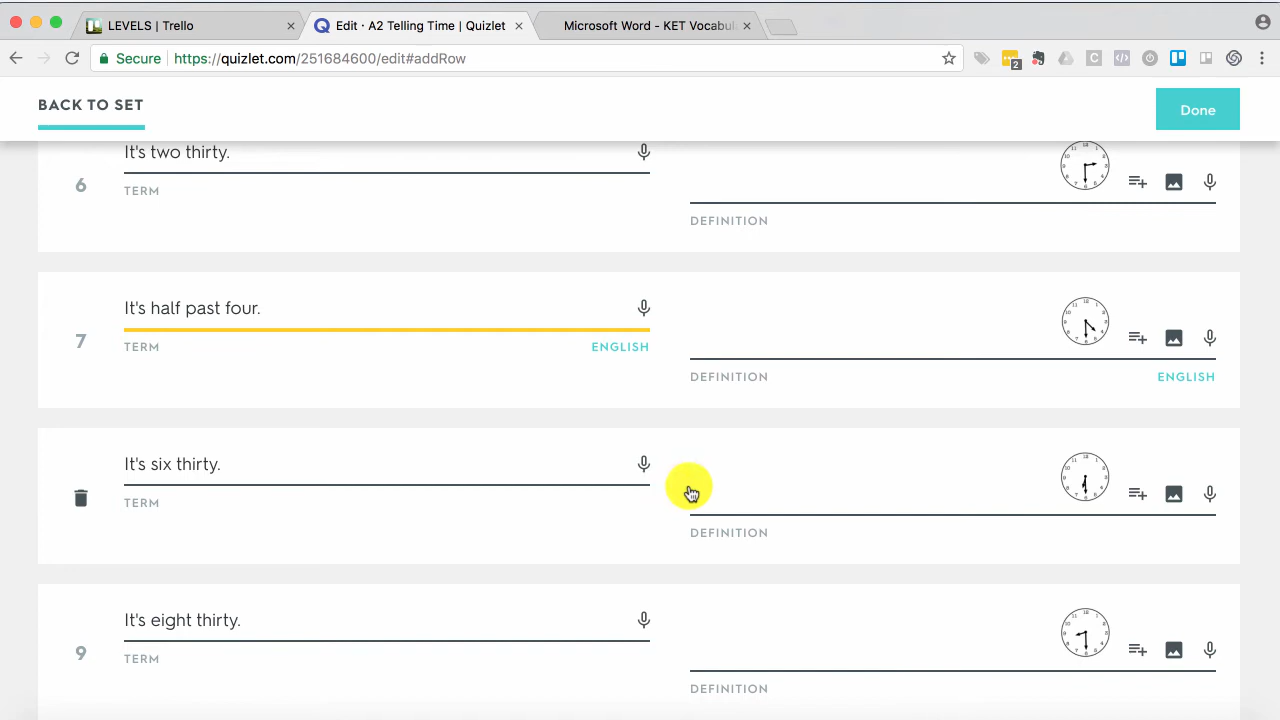 LEVELS | Trello
Edit · A2 Telling Time | Quizlet
Microsoft Word - KET Vocabula
Secure
https://quizlet.com/251684600/edit#addRow
2
BACK TO SET
Done
It's two thirty.
6
TERM
DEFINITION
It's half past four.
7
TERM
ENGLISH
DEFINITION
ENGLISH
It's six thirty.
TERM
DEFINITION
It's eight thirty.
9
TERM
DEFINITION